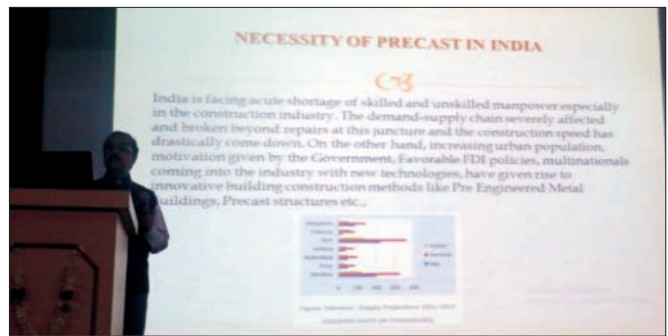 NECESSITY OF PRECAST IN INDIA
India is facing acute shortage of skilled and unskilled manpower especially
in the construction industry. The demand-supply chain severely affected
and broken beyond repairs at this juncture and the construction speed has
drastically come down. On the other hand, increasing urban population,
motivation given by the Government, Favorable FDI policies, multinationals
coming into the industry with new technologies, have given rise to
innovative building construction methods like Pre Engineered Metal
uildings, Precast structures etc.,